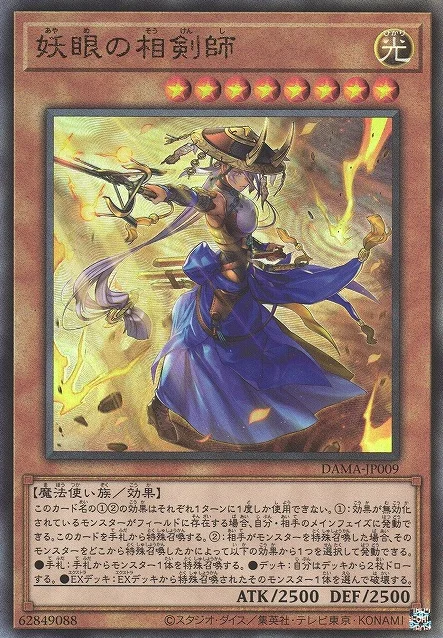 妖眼の相剣師
光
DAMA-JP009
【魔法使い族/効果】
このカード名の①②の効果はそれぞれ1ターンに1度しか使用できない。①:効果が無効化
されているモンスターがフィールドに存在する場合、自分・相手のメインフェイズに発動で
きる。このカードを手札から特殊召喚する。②:相手がモンスターを特殊召喚した場合、その
モンスターをどこから特殊召喚したかによって以下の効果から1つを選択して発動できる。
●手札:手札からモンスター1体を特殊召喚する。●デッキ:自分はデッキから2枚ドロー
する。●EXデッキ:EXデッキから特殊召喚されたそのモンスター1体を選んで破壊する。
ATK/2500 DEF/2500
62849088 ©スタジオ・ダイス/集英社・テレビ東京・KONAMI